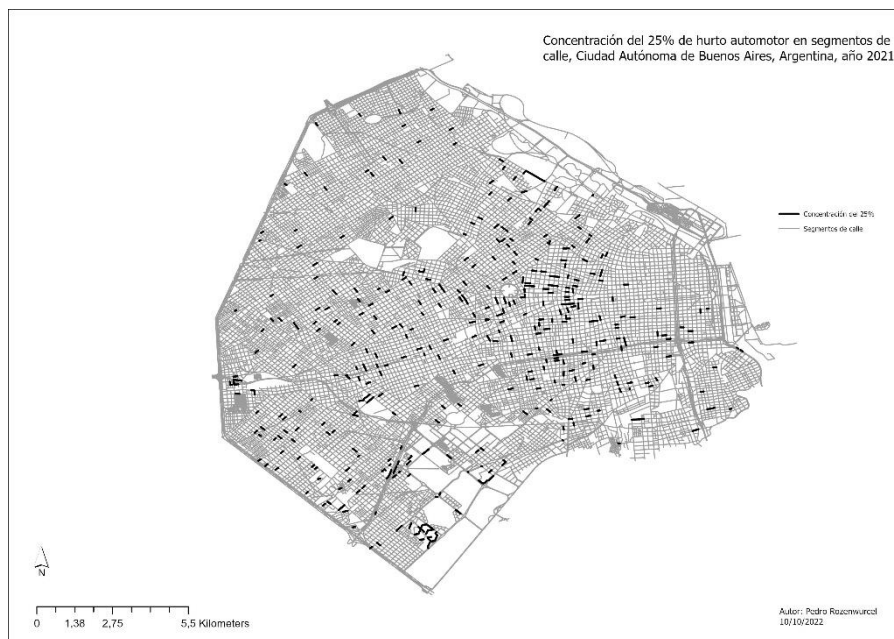 Concentración del 25% de hurto automotor en segmentos de
calle, Ciudad Autónoma de Buenos Aires, Argentina, año 2021
Concentración del 25%
Segmentos de calle
N
0 1,38 2,75 5,5 Kilometers
Autor: Pedro Rozenwurcel
10/10/2022